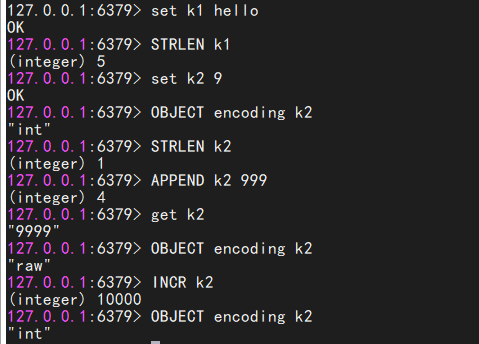 127.0.0.1:6379> set k1 hello
OK
127.0.0.1:6379> STRLEN k1
(integer) 5
127.0.0.1:6379> set k2 9
OK
127.0.0.1:6379> OBJECT encoding k2
"int"
127.0.0.1:6379> STRLEN k2
(integer) 1
127.0.0.1:6379> APPEND k2 999
(integer) 4
127.0.0.1:6379> get k2
"9999"
127.0.0.1:6379> OBJECT encoding k2
"raw"
127.0.0.1:6379> INCR k2
(integer) 10000
127.0.0.1:6379> OBJECT encoding k2
"int"